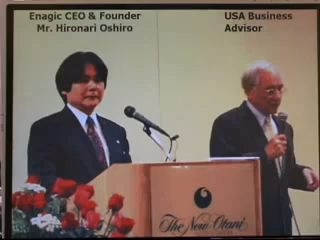 Enagic CEO & Founder
Mr. Hironari Oshiro
USA Business
Advisor
The New Otani